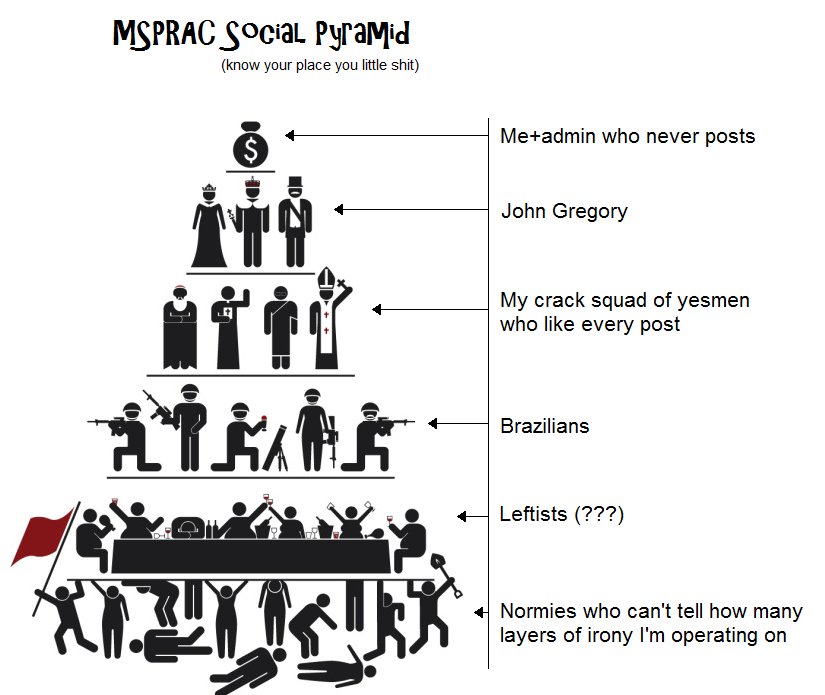 MSPRAC Social Pyramid
(know your place you little shit)
$
Me+admin who never posts
John Gregory
My crack squad of yesmen
who like every post
Brazilians
Leftists (???)
Normies who can't tell how many
layers of irony I'm operating on